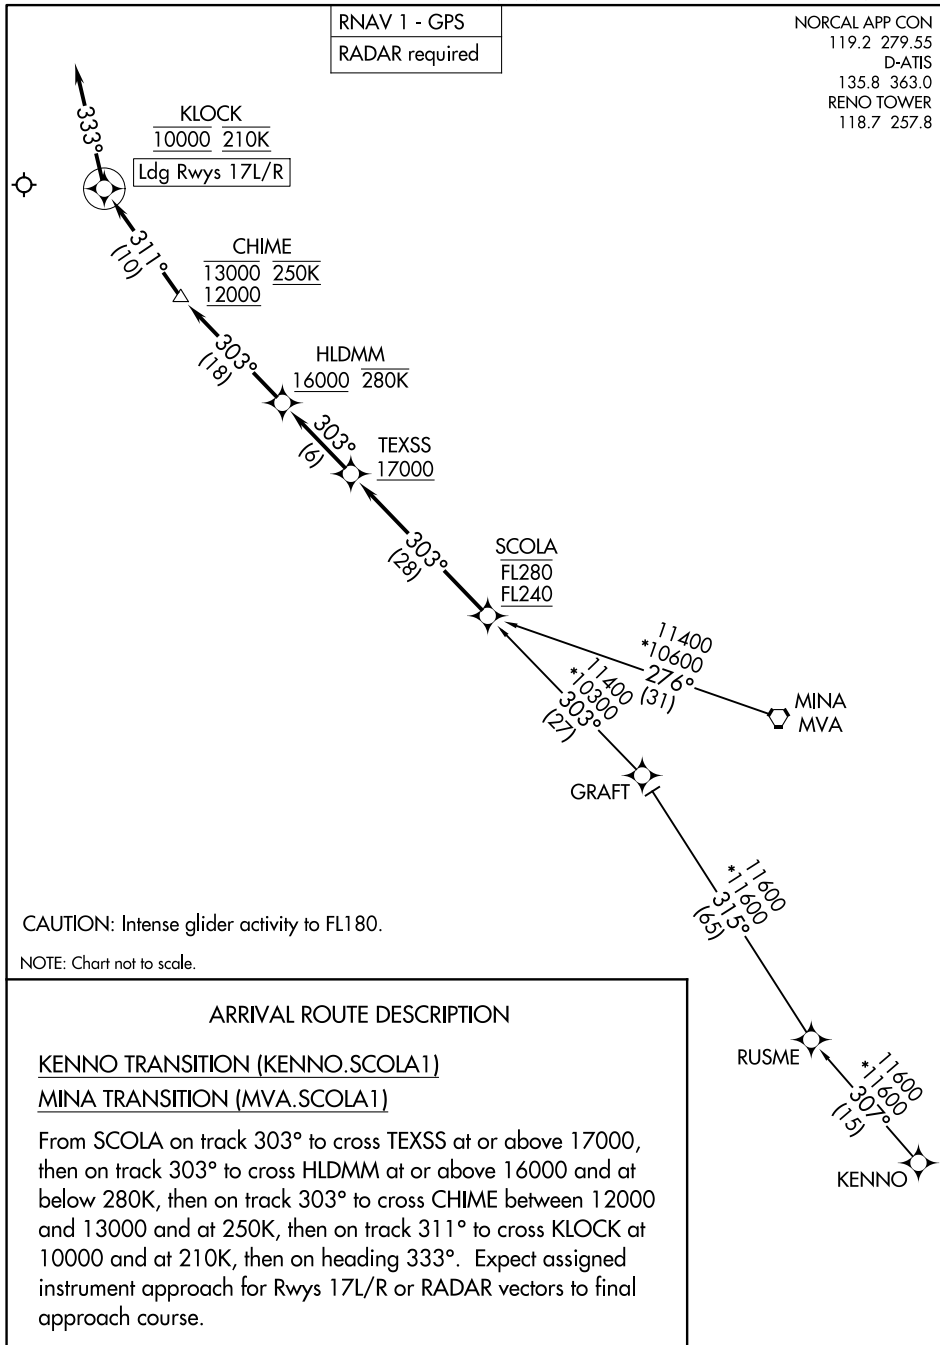 RNAV 1 - GPS
RADAR required
NORCAL APP CON
119.2 279.55
D-ATIS
135.8 363.0
RENO TOWER
118.7 257.8
333°
KLOCK
10000 210K
Ldg Rwys 17L/R
311°
(10)
CHIME
13000 250K
12000
303°
(18)
HLDMM
16000 280K
303°
(6)
TEXSS
17000
303°
(28)
SCOLA
FL280
FL240
11400
*10600
276°
(31)
MINA
MVA
11400
*10300
303°
(27)
GRAFT
11600
*11600
315°
(65)
RUSME
11600
*11600
307°
(15)
KENNO
CAUTION: Intense glider activity to FL180.
NOTE: Chart not to scale.
ARRIVAL ROUTE DESCRIPTION
KENNO TRANSITION (KENNO.SCOLA1)
MINA TRANSITION (MVA.SCOLA1)
From SCOLA on track 303° to cross TEXSS at or above 17000,
then on track 303° to cross HLDMM at or above 16000 and at
below 280K, then on track 303° to cross CHIME between 12000
and 13000 and at 250K, then on track 311° to cross KLOCK at
10000 and at 210K, then on heading 333°. Expect assigned
instrument approach for Rwys 17L/R or RADAR vectors to final
approach course.